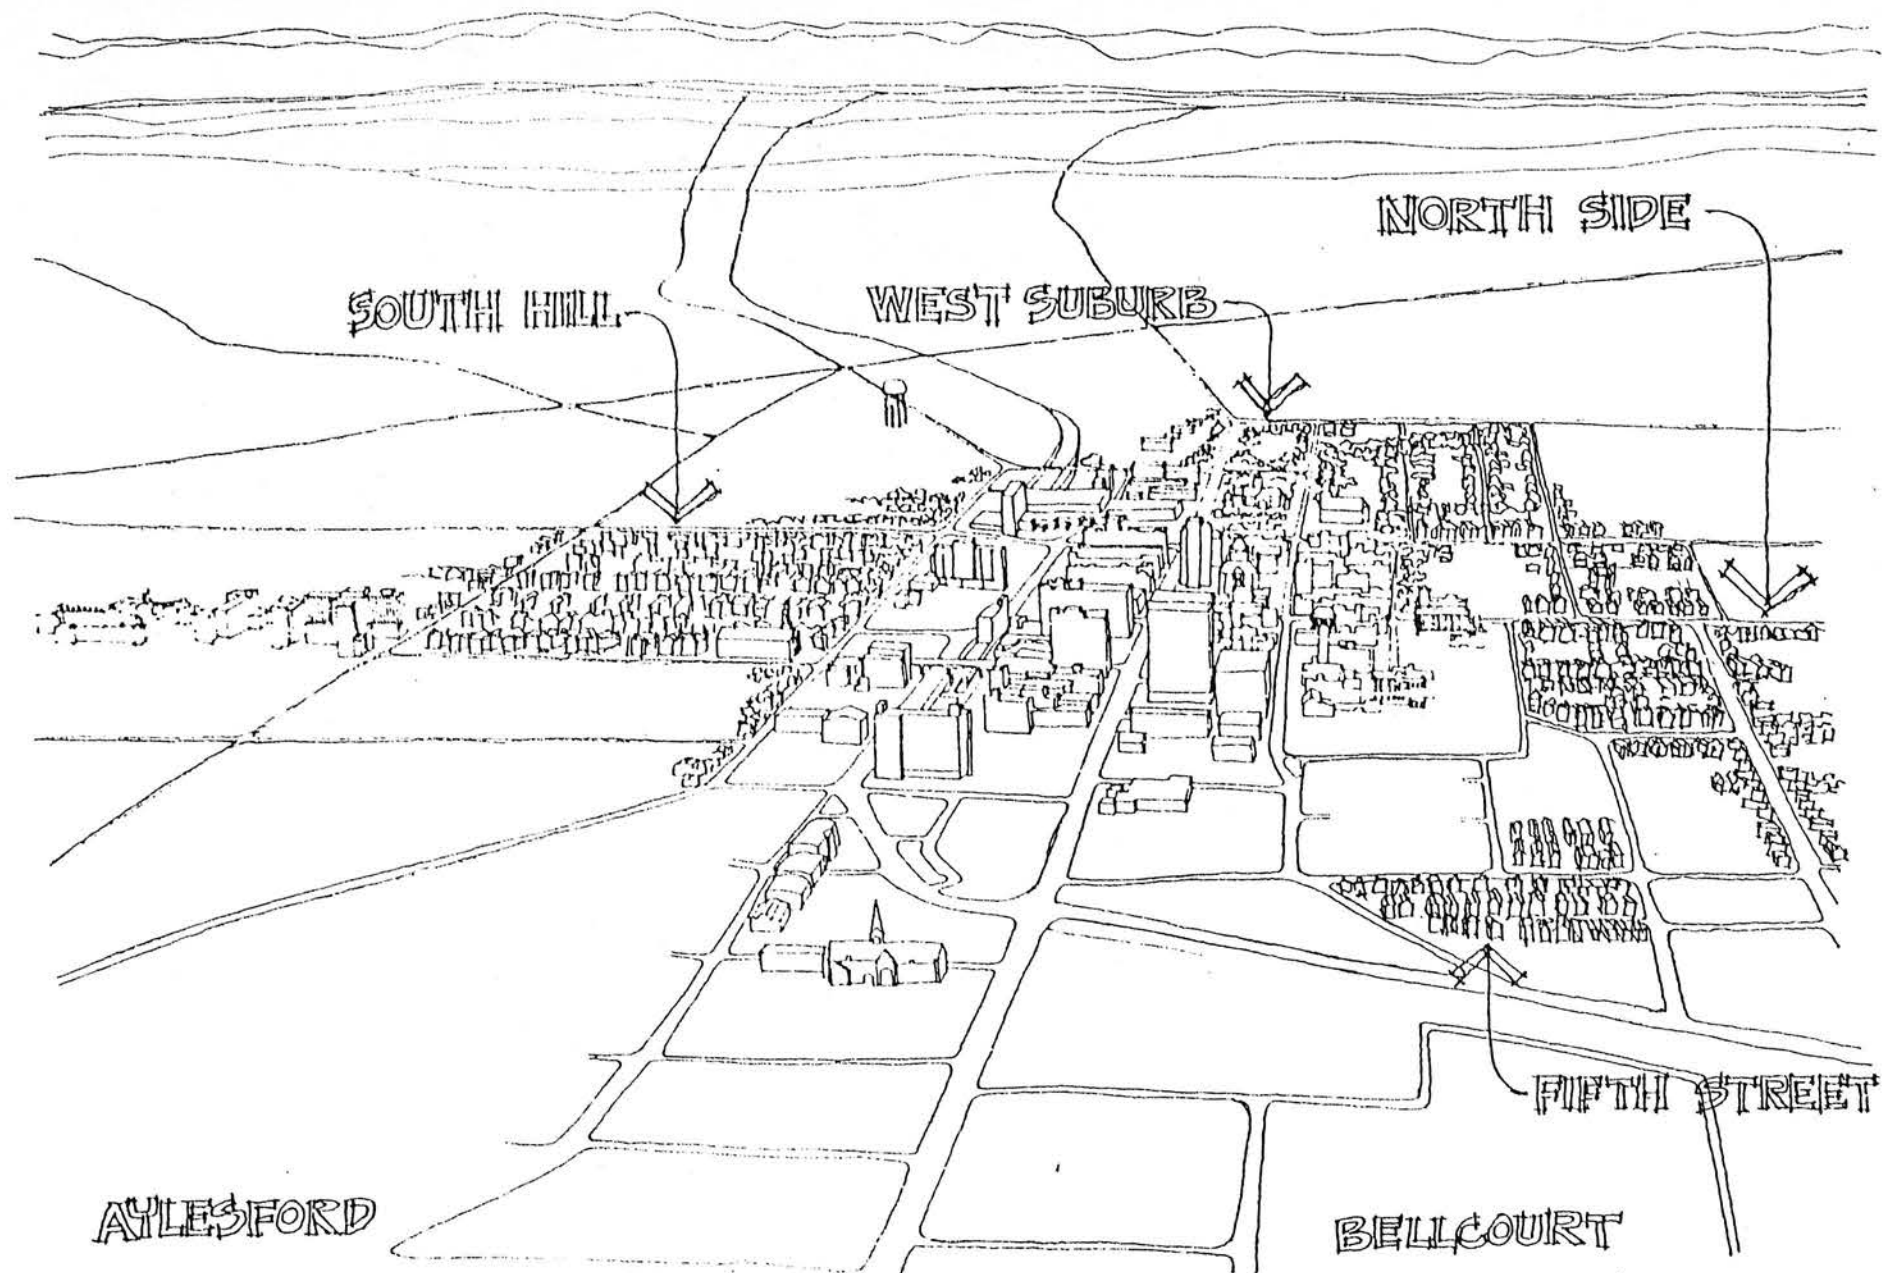 NORTH SIDE
SOUTH HILL
WEST SUBURB
FIFTH STREET
AYLESFORD
BELLCOURT